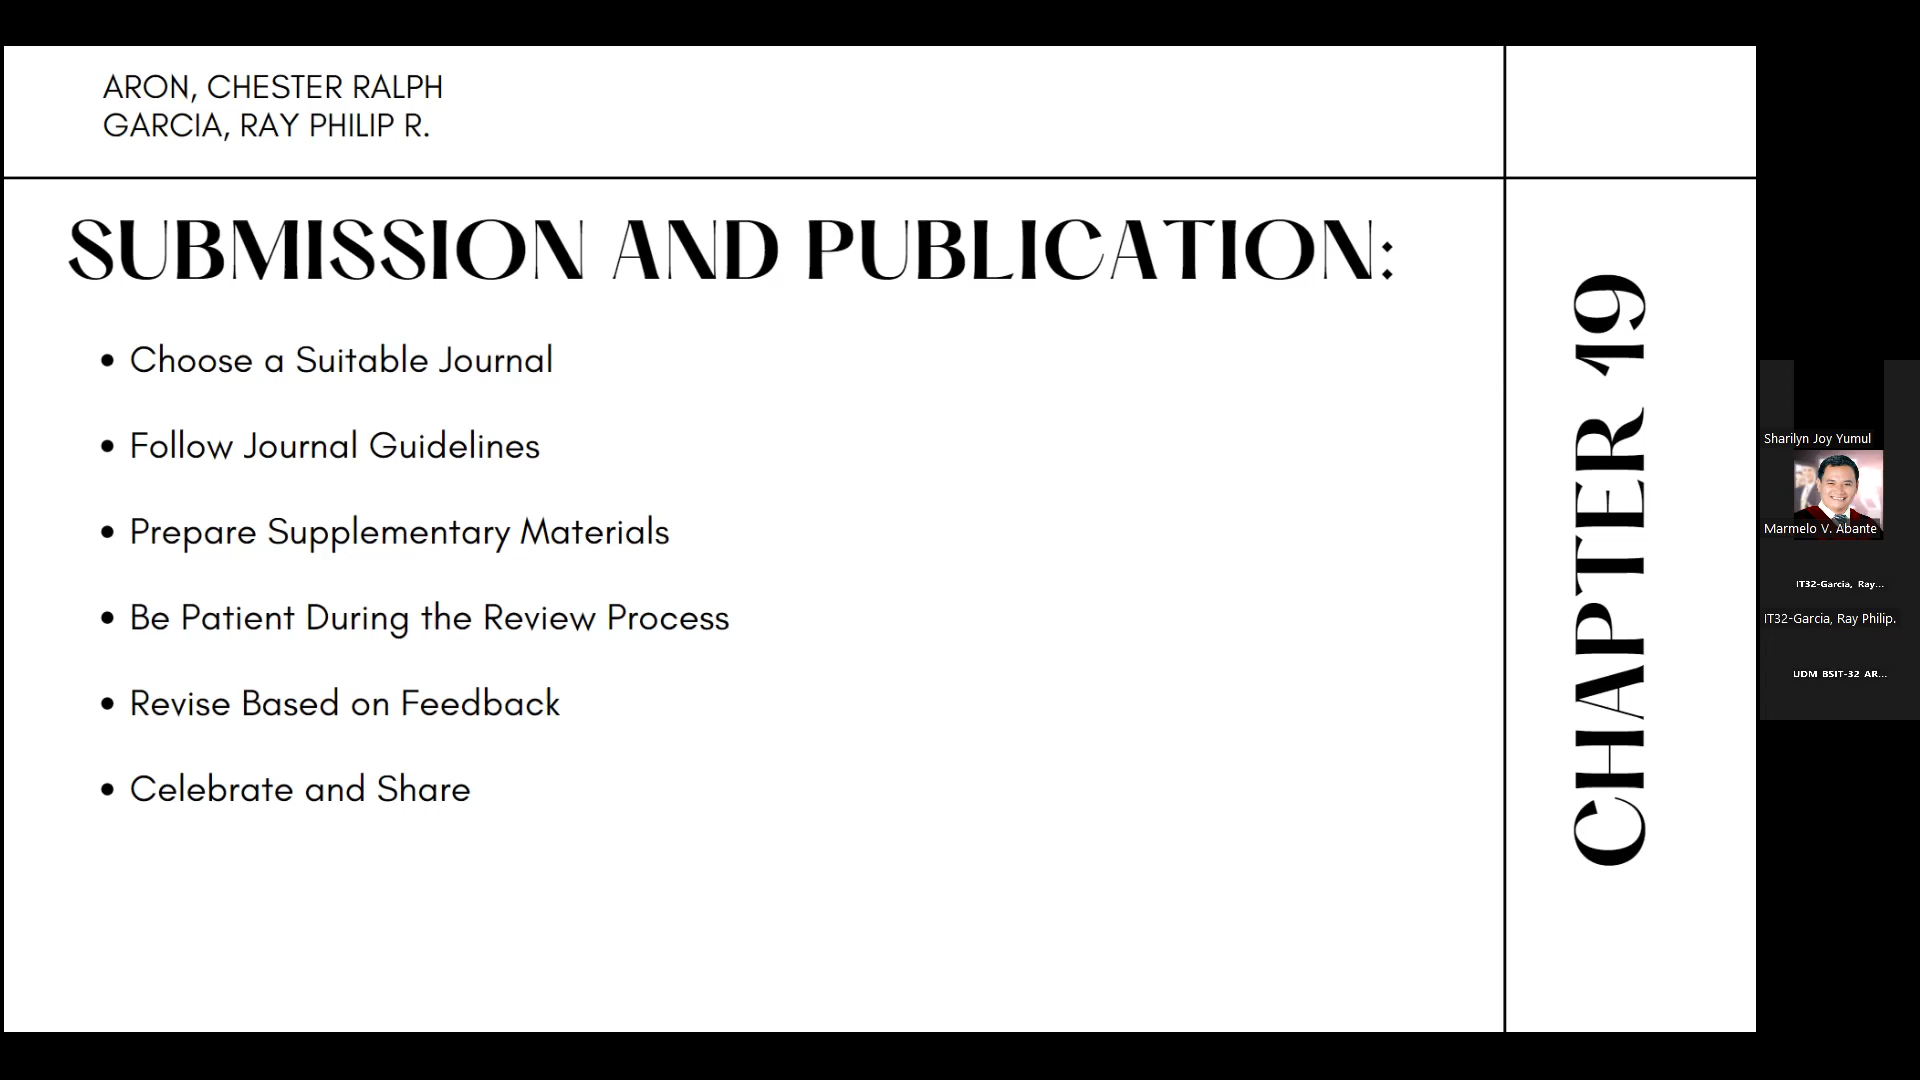 ARON, CHESTER RALPH
GARCIA, RAY PHILIP R.
SUBMISSION AND PUBLICATION:
• Choose a Suitable Journal
• Follow Journal Guidelines
• Prepare Supplementary Materials
• Be Patient During the Review Process
• Revise Based on Feedback
• Celebrate and Share
CHAPTER 19
Sharilyn Joy Yumul
Marmelo V. Abante
IT32-Garcia, Ray...
IT32-Garcia, Ray Philip.
UDM BSIT-32 AR...